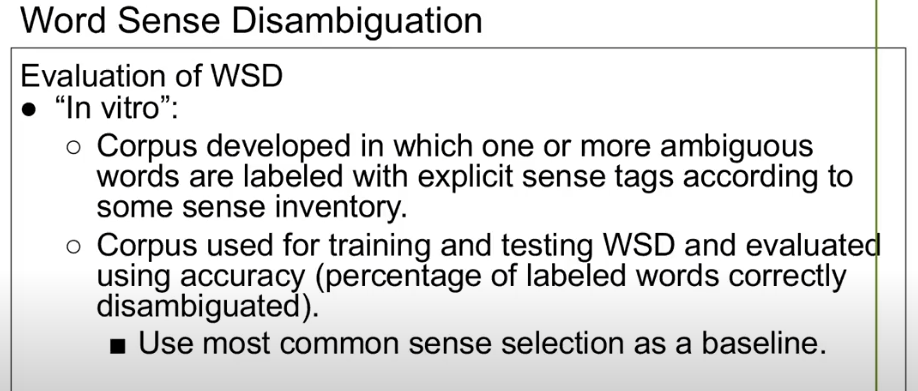 Word Sense Disambiguation
Evaluation of WSD
● “In vitro”:
○ Corpus developed in which one or more ambiguous
words are labeled with explicit sense tags according to
some sense inventory.
○ Corpus used for training and testing WSD and evaluated
using accuracy (percentage of labeled words correctly
disambiguated).
■ Use most common sense selection as a baseline.